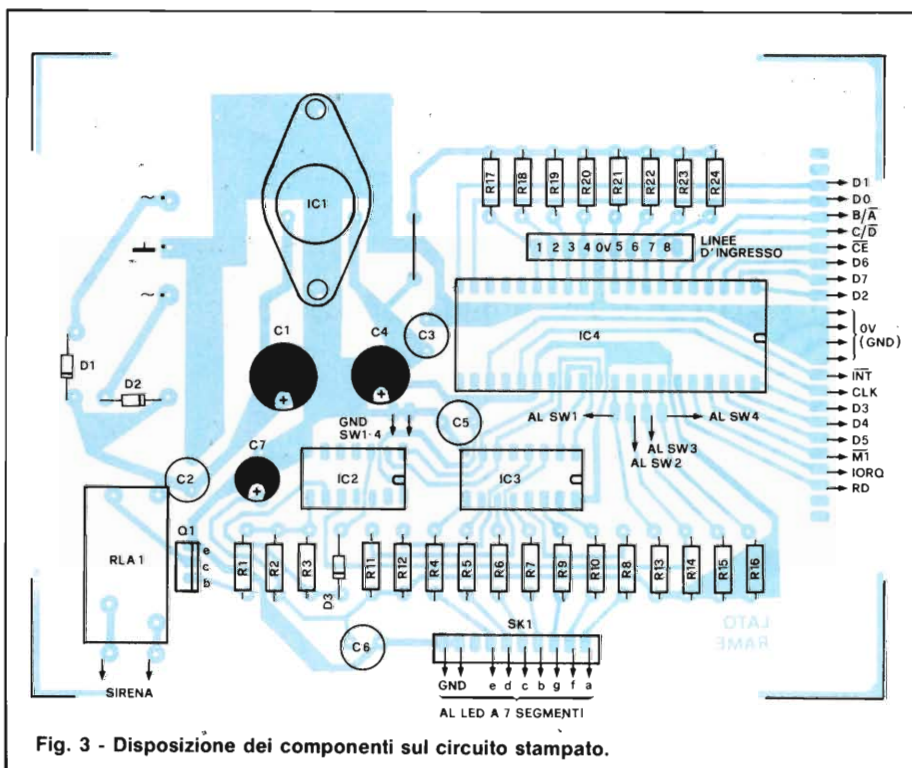 IC1
R17 R18 R19 R20 R21 R22 R23 R24
D1
D0
B/A̅
C/D̅
C̅E̅
D6
D7
D2
0V
(GND)
I̅N̅T̅
CLK
D3
D4
D5
M̅1̅
IORQ
RD
1 2 3 4 0V 5 6 7 8
LINEE
D'INGRESSO
IC4
~
~
D1
D2
C1
C4
C3
+
+
GND
SW1-4
C5
AL SW1
AL SW4
AL SW3
AL SW2
C7
+
C2
IC2
IC3
RLA1
Q1
e
c
b
R1 R2 R3 D3 R11 R12 R4 R5 R6 R7 R9 R10 R8 R13 R14 R15 R16
LATO
RAME
C6
SK1
GND e d c b g f a
SIRENA
AL LED A 7 SEGMENTI
Fig. 3 - Disposizione dei componenti sul circuito stampato.